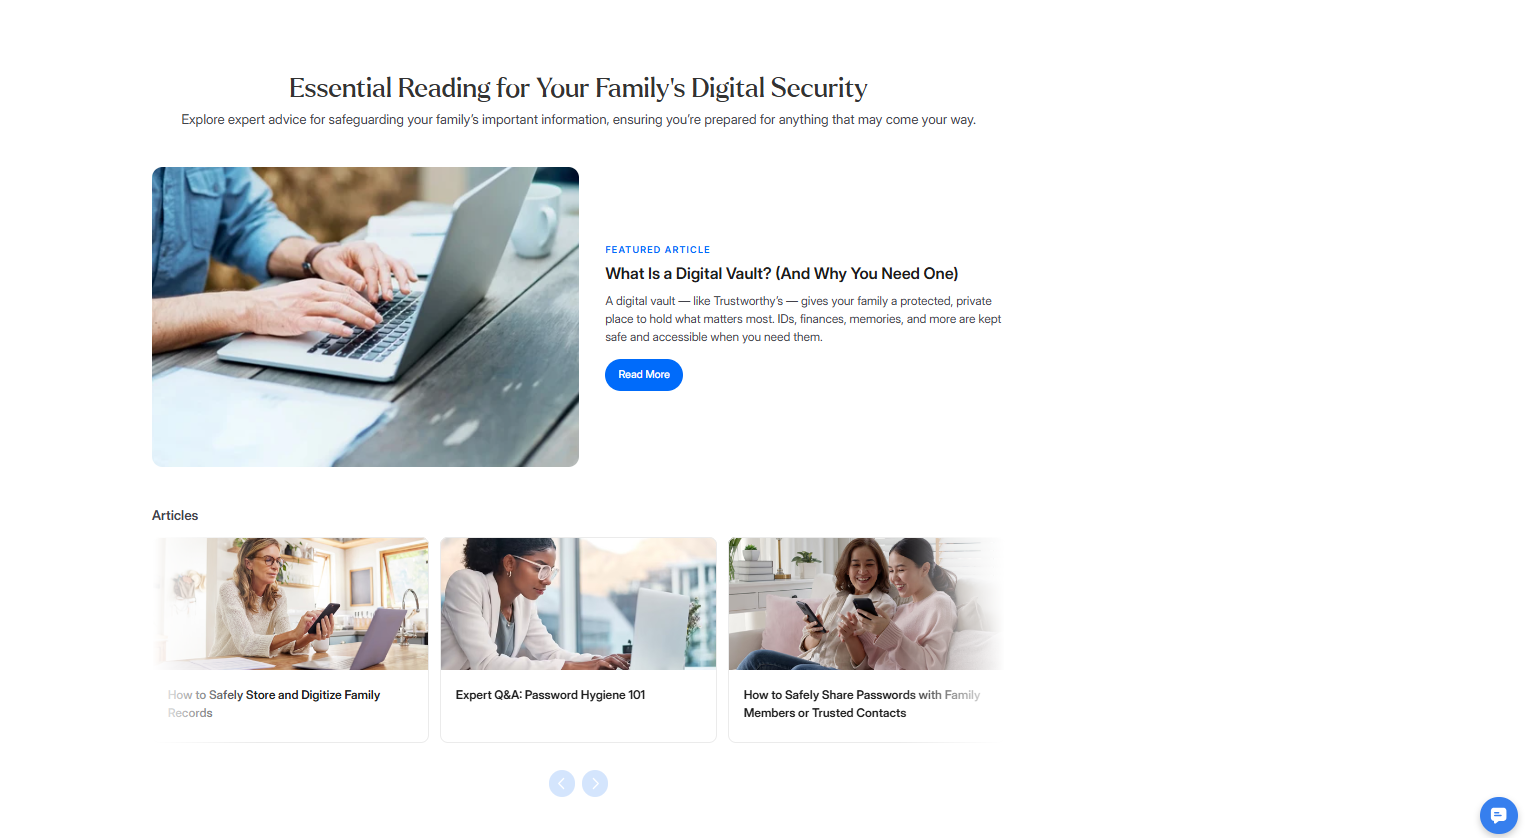 Essential Reading for Your Family's Digital Security
Explore expert advice for safeguarding your family’s important information, ensuring you’re prepared for anything that may come your way.
FEATURED ARTICLE
What Is a Digital Vault? (And Why You Need One)
A digital vault — like Trustworthy’s — gives your family a protected, private
place to hold what matters most. IDs, finances, memories, and more are kept
safe and accessible when you need them.
Read More
Articles
How to Safely Store and Digitize Family
Records
Expert Q&A: Password Hygiene 101
How to Safely Share Passwords with Family
Members or Trusted Contacts